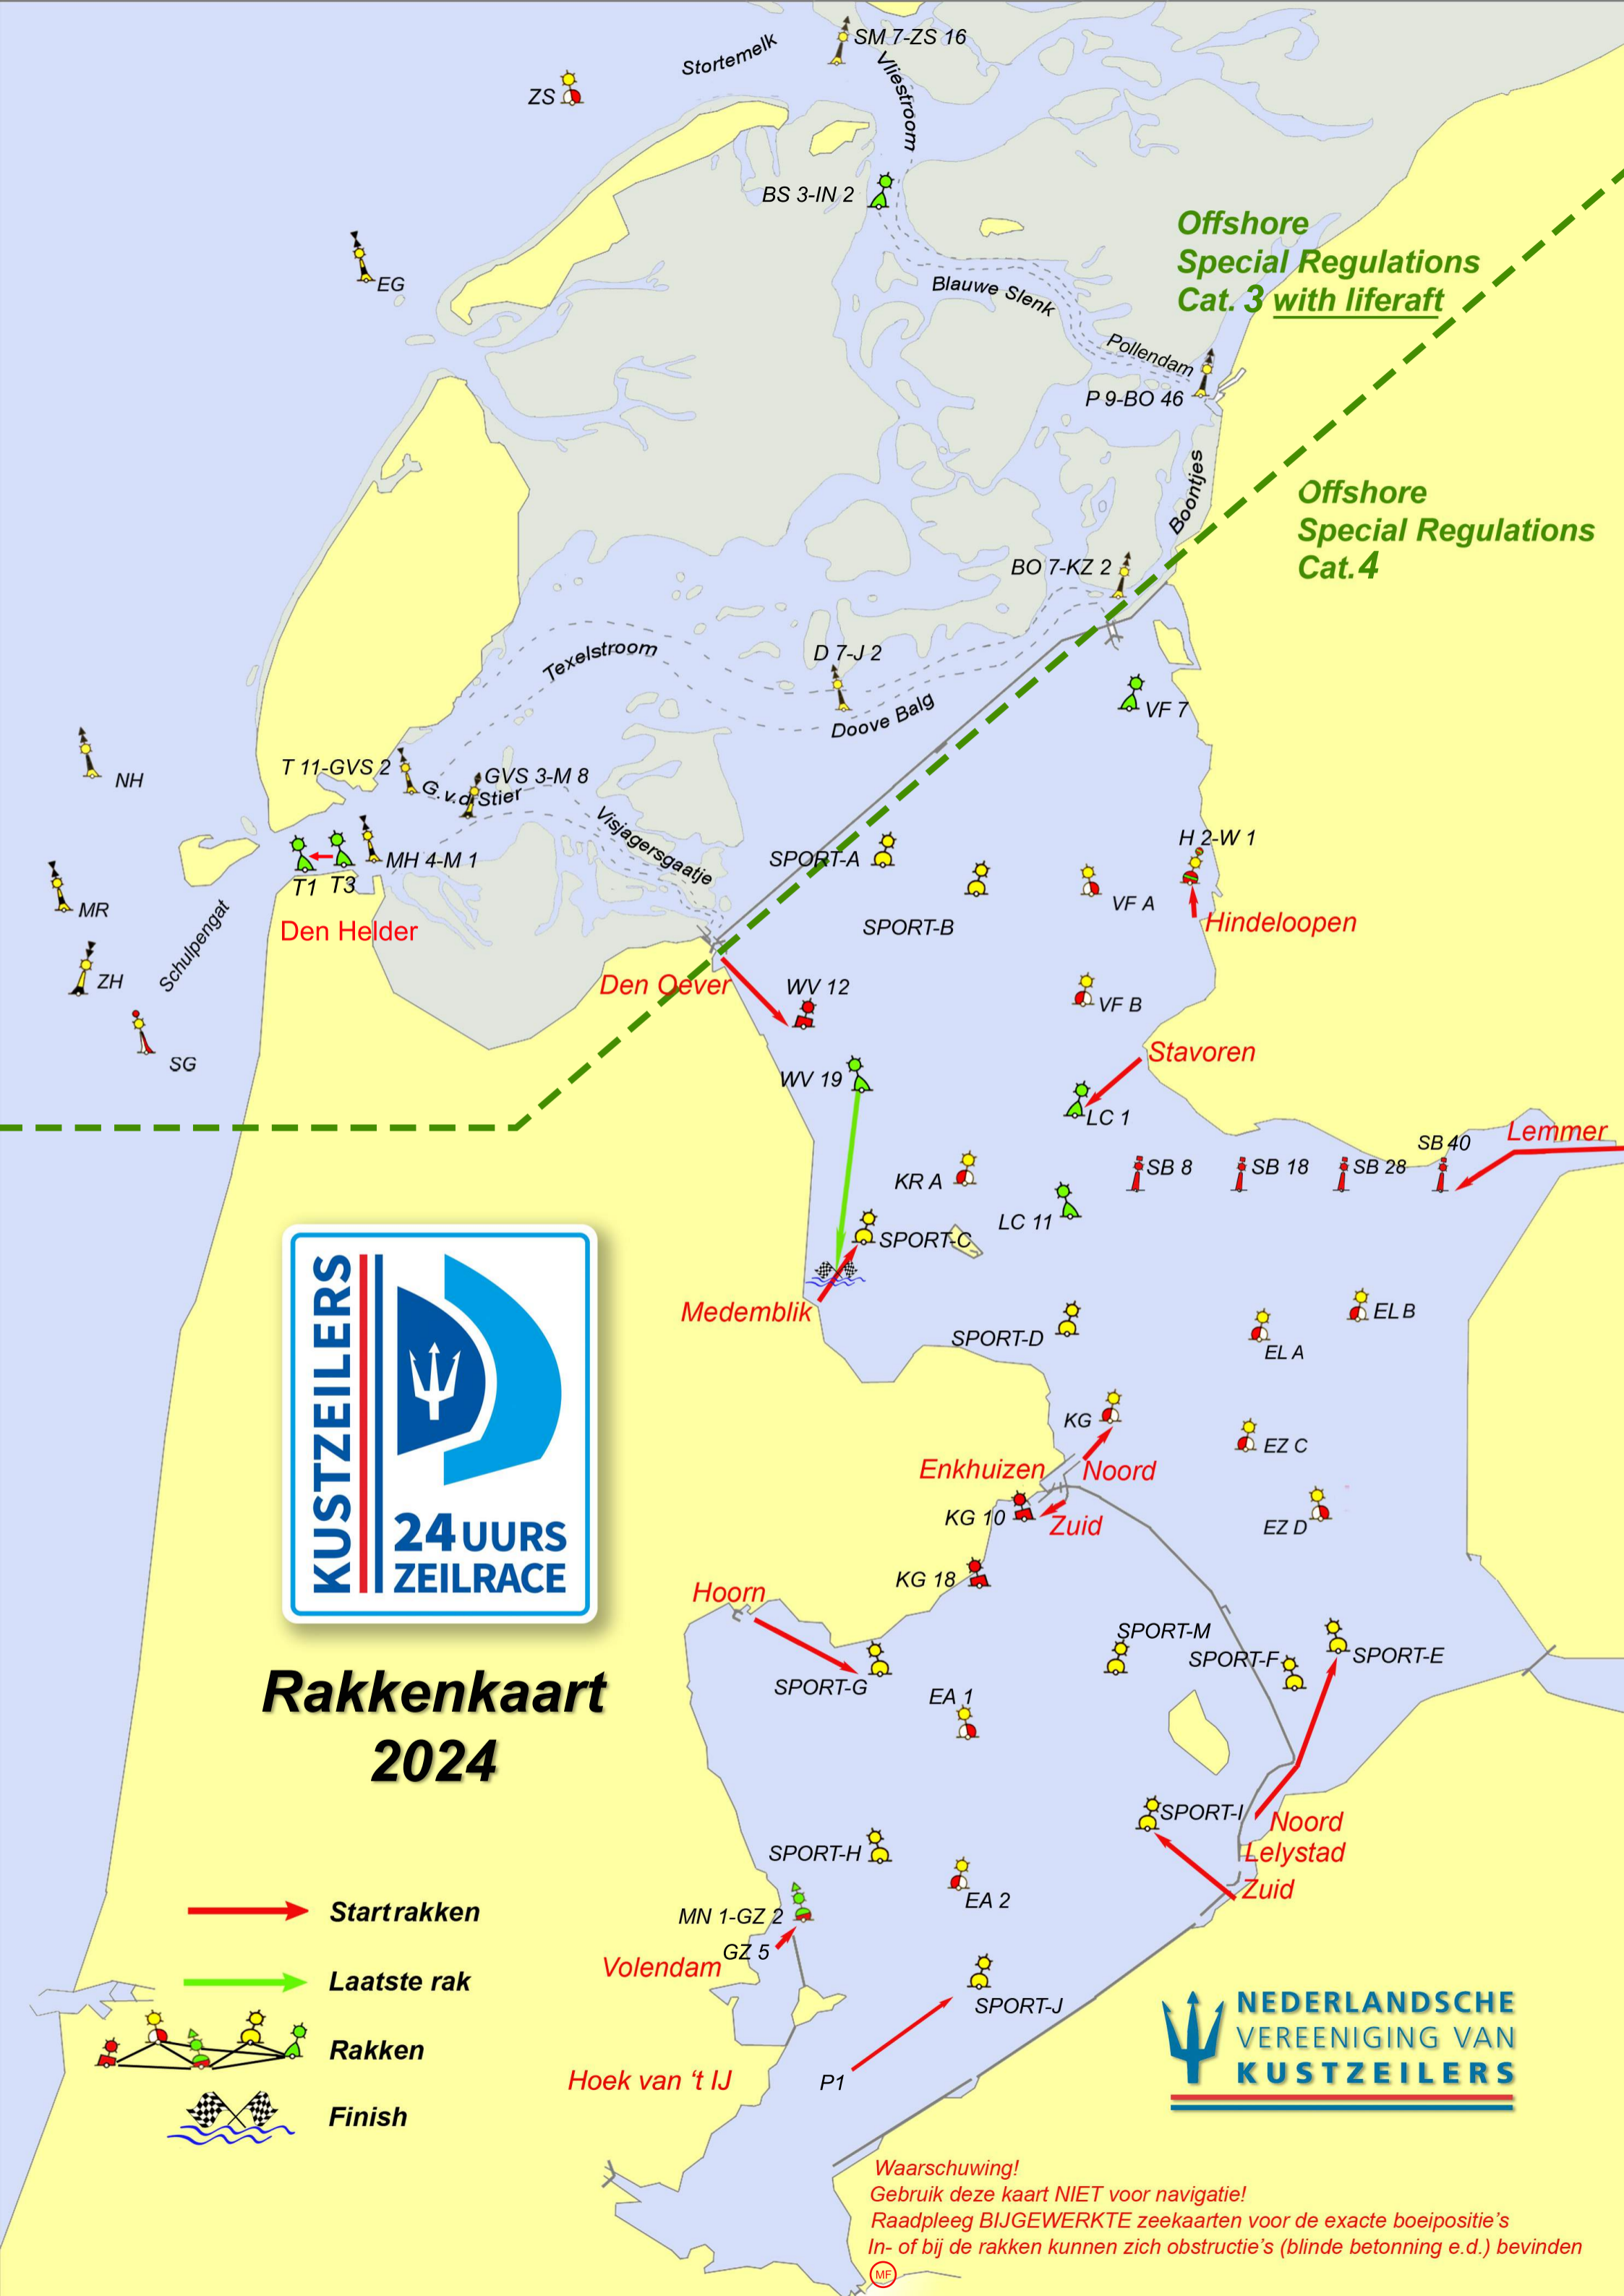 SM 7-ZS 16
Stortemelk
Vliestroom
ZS
BS 3-IN 2
Offshore
Special Regulations
Cat. 3 with liferaft
EG
Blauwe Slenk
Pollendam
P 9-BO 46
Boontjes
Offshore
Special Regulations
Cat.4
BO 7-KZ 2
Texelstroom
D 7-J 2
Doove Balg
VF 7
NH
T 11-GVS 2
G.v.d Stier
GVS 3-M 8
Visjagersgaatje
MH 4-M 1
T1
T3
Den Helder
MR
ZH
Schulpengat
SG
SPORT-A
SPORT-B
VF A
H 2-W 1
Hindeloopen
Den Oever
WV 12
VF B
Stavoren
WV 19
LC 1
Lemmer
SB 40
KR A
SB 8
SB 18
SB 28
LC 11
SPORT-C
Medemblik
SPORT-D
EL B
EL A
KG
EZ C
Enkhuizen
Noord
KG 10
Zuid
EZ D
KG 18
KUSTZEILERS
24 UURS
ZEILRACE
Hoorn
SPORT-M
SPORT-F
SPORT-E
SPORT-G
EA 1
Rakkenkaart
2024
SPORT-I
Noord
Lelystad
Zuid
SPORT-H
EA 2
MN 1-GZ 2
GZ 5
Volendam
SPORT-J
P1
Hoek van ‘t IJ
Startrakken
Laatste rak
Rakken
Finish
NEDERLANDSCHE
VEREENIGING VAN
KUSTZEILERS
Waarschuwing!
Gebruik deze kaart NIET voor navigatie!
Raadpleeg BIJGEWERKTE zeekaarten voor de exacte boeipositie’s
In- of bij de rakken kunnen zich obstructie’s (blinde betonning e.d.) bevinden
MF